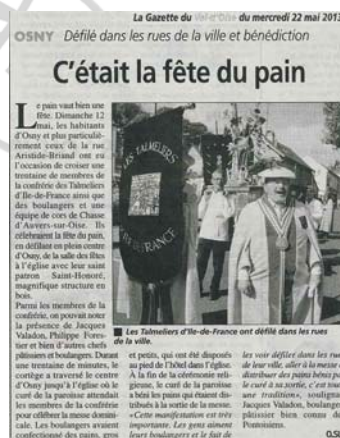 La Gazette du Val d'Oise du mercredi 22 mai 2013
OSNY Défilé dans les rues de la ville et bénédiction
C'était la fête du pain
Le pain vaut bien une
fête. Dimanche 12
mai, les habitants
d'Osny et plus particuliè-
rement ceux de la rue
Aristide-Briand ont eu
l'occasion de croiser une
trentaine de membres de
la confrérie des Talmeliers
d'Ile-de-France ainsi que
des boulangers et une
équipe de cors de Chasse
d'Auvers-sur-Oise. Ils
célébraient la fête du pain,
en défilant en plein centre
d'Osny, de la salle des fêtes
à l'église avec leur saint
patron Saint-Honoré,
magnifique structure en
bois.
Parmi les membres de la
confrérie, on pouvait noter
la présence de Jacques
Valadon, Philippe Fores-
tier et bien d'autres chefs
pâtissiers et boulangers. Durant
une trentaine de minutes, le
cortège a traversé le centre
d'Osny jusqu'à l'église où le
curé de la paroisse attendait
les membres de la confrérie
pour célébrer la messe domini-
cale. Les boulangers avaient
confectionné des pains, gros
LES TALMELIERS
ILE DE FRANCE
Les Talmeliers d'Ile-de-France ont défilé dans les rues
de la ville.
et petits, qui ont été disposés
au pied de l'hôtel dans l'église.
A la fin de la cérémonie reli-
gieuse, le curé de la paroisse
a béni les pains qui étaient dis-
tribués à la sortie de la messe.
« Cette manifestation est très
importante. Les gens aiment
leurs boulangers et le fait de
les voir défiler dans les rues
de leur ville, aller à la messe et
distribuer des pains bénis par
le curé à sa sortie, c'est toute
une tradition», souligne
Jacques Valadon, boulanger
pâtissier bien connu des
Pontoisiens.